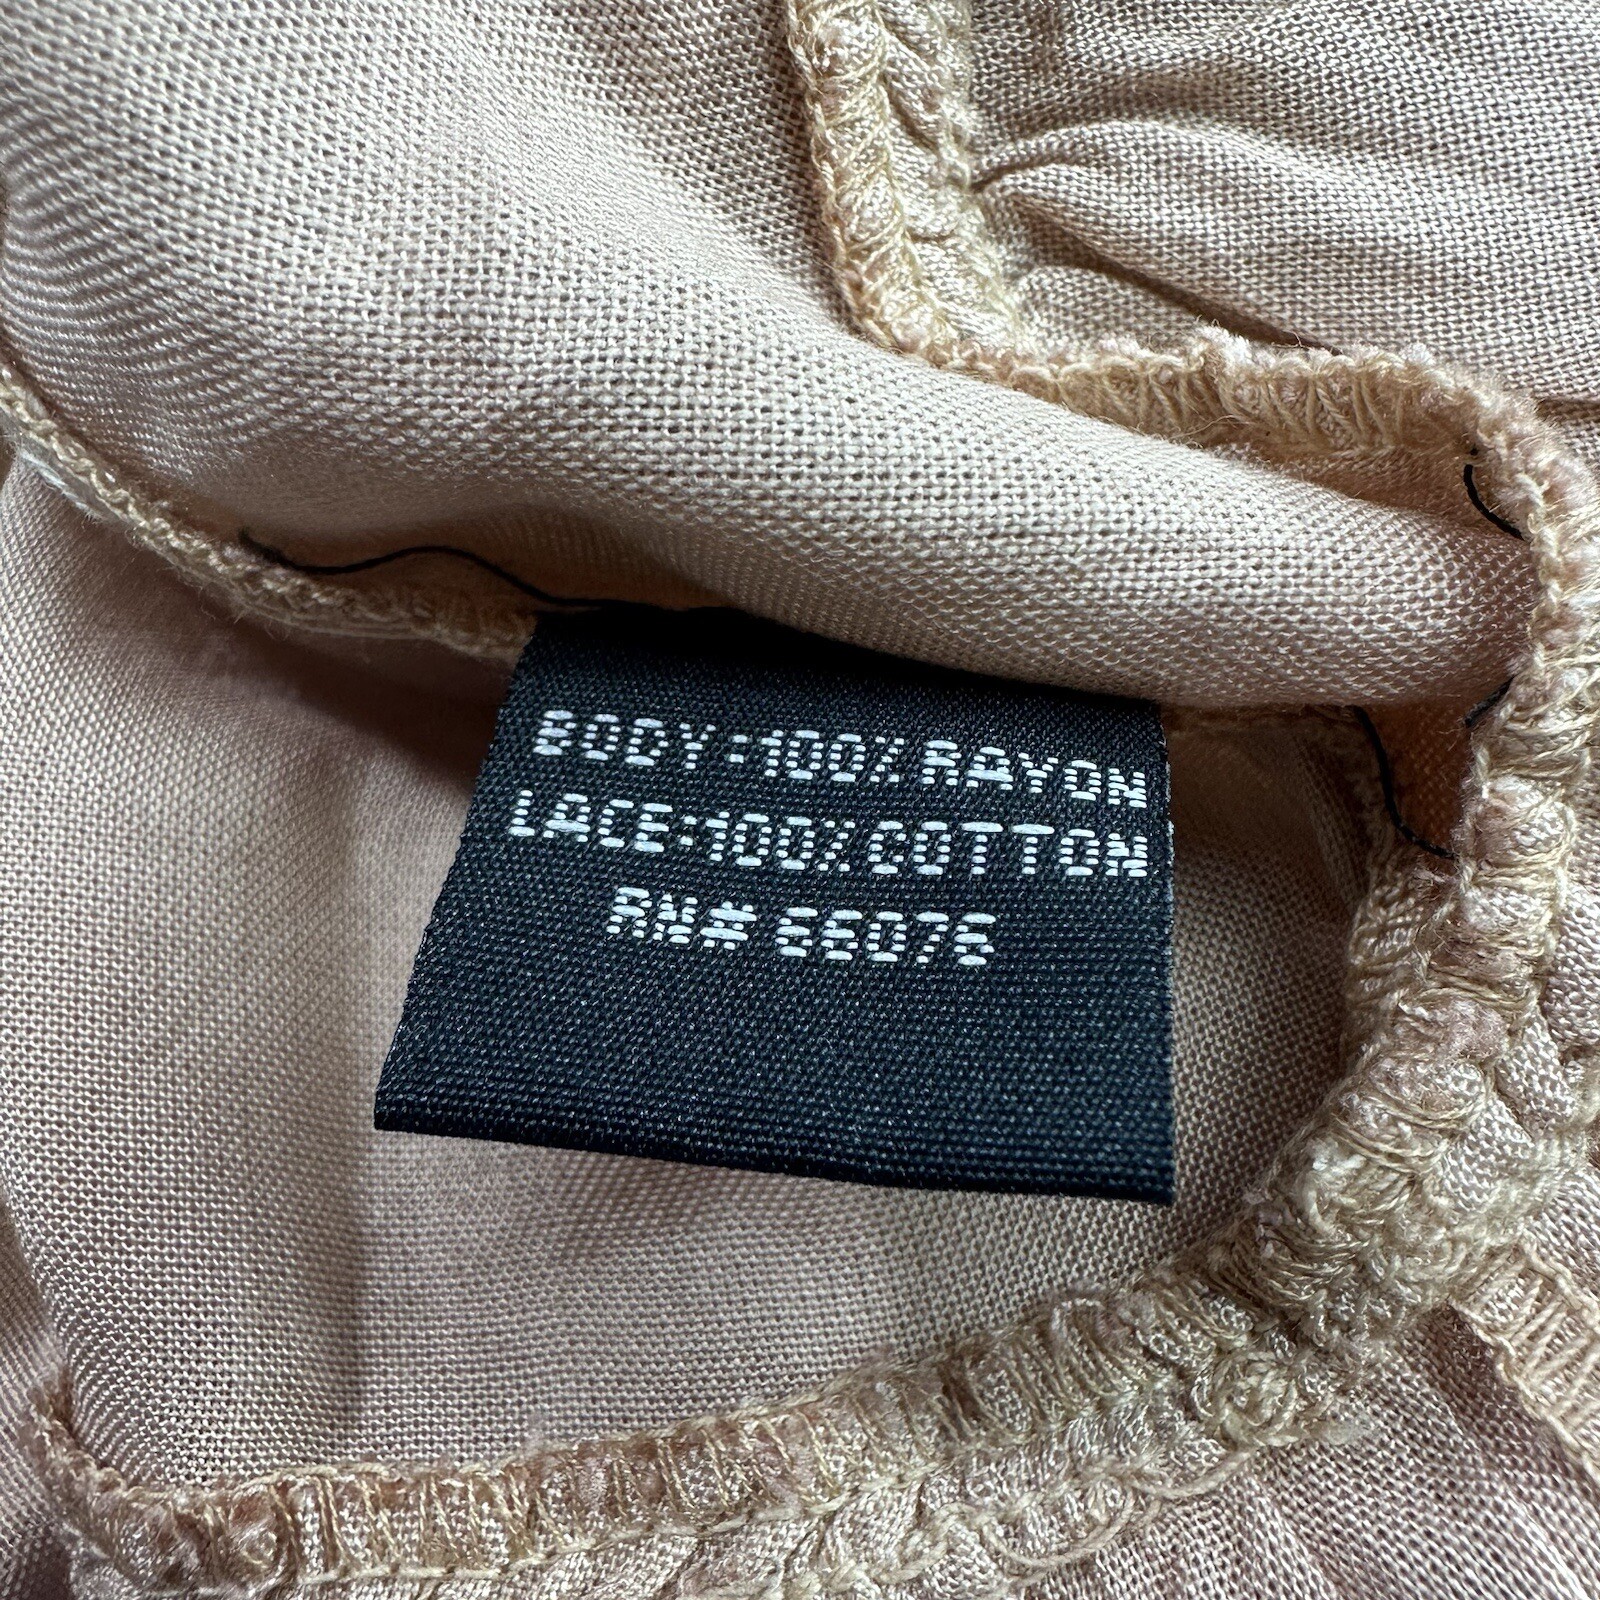 BODY:100% RAYON
LACE:100% COTTON
RN# 66076